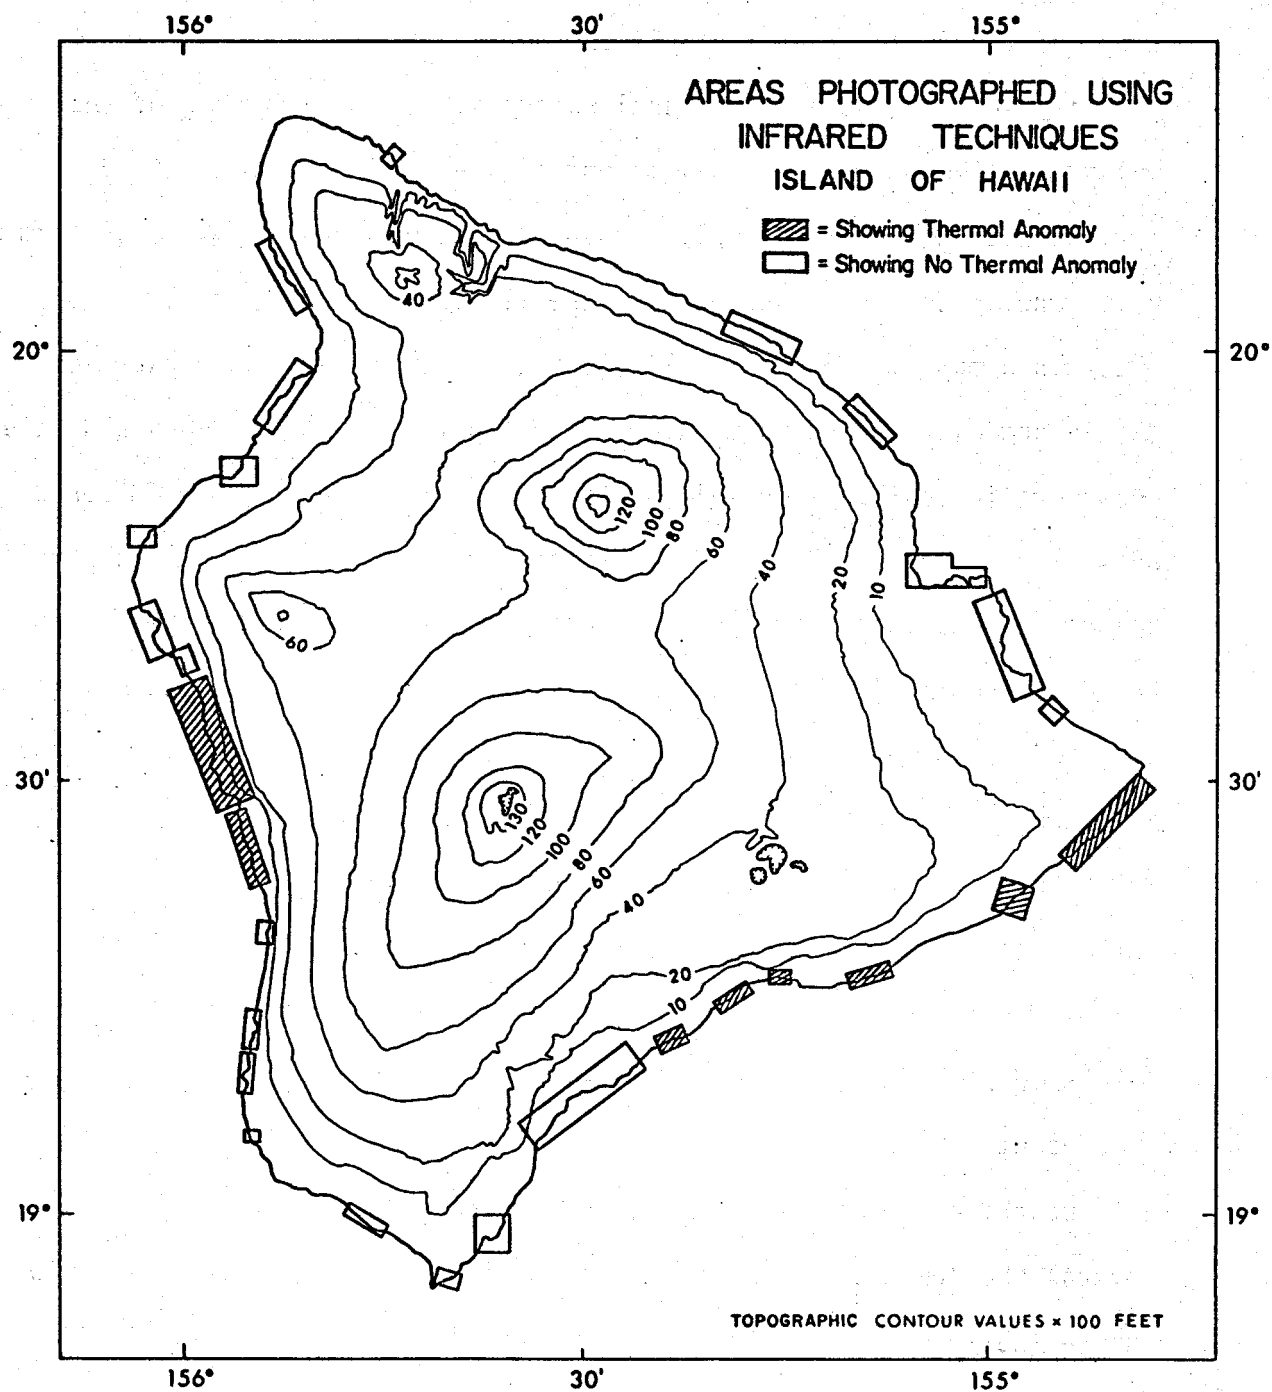 156° 30' 155°
AREAS PHOTOGRAPHED USING
INFRARED TECHNIQUES
ISLAND OF HAWAII
= Showing Thermal Anomaly
= Showing No Thermal Anomaly
40
20° 20°
120
100
80
60
40
20
10
60
30' 30'
130
120
100
80
60
40
20
10
19° 19°
TOPOGRAPHIC CONTOUR VALUES × 100 FEET
156° 30' 155°